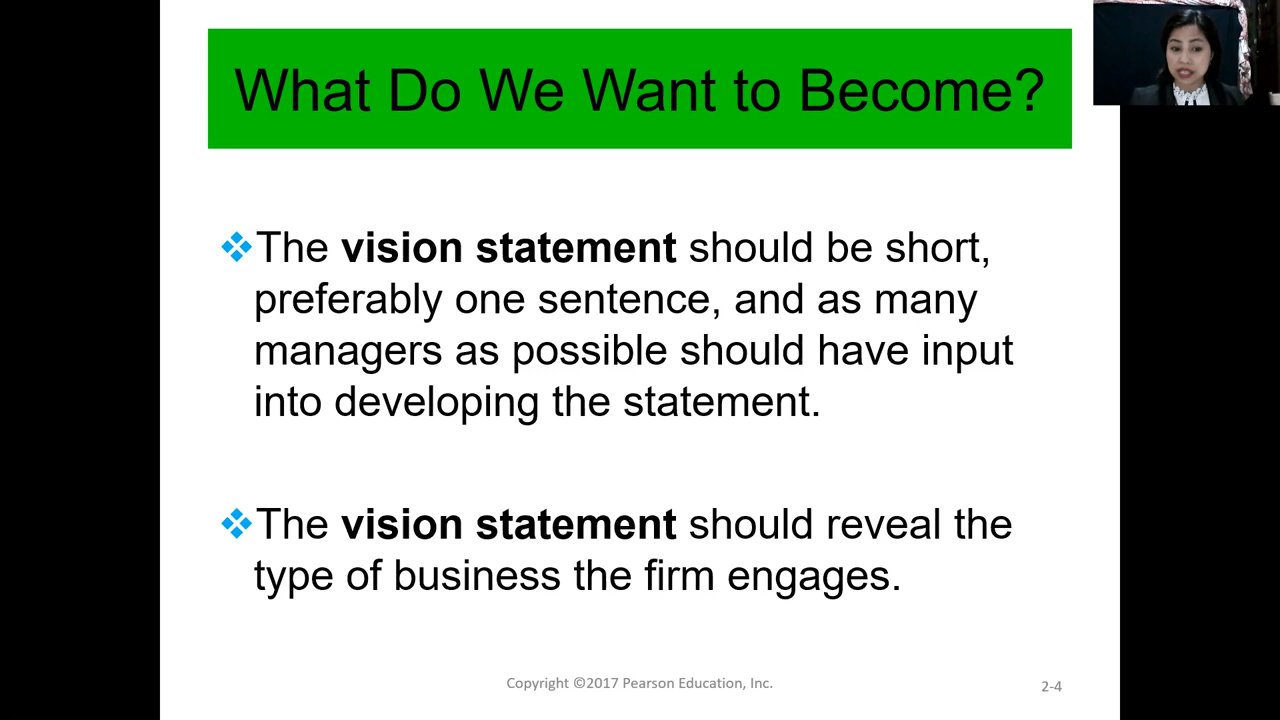 What Do We Want to Become?
The vision statement should be short,
preferably one sentence, and as many
managers as possible should have input
into developing the statement.
The vision statement should reveal the
type of business the firm engages.
Copyright ©2017 Pearson Education, Inc.
2-4